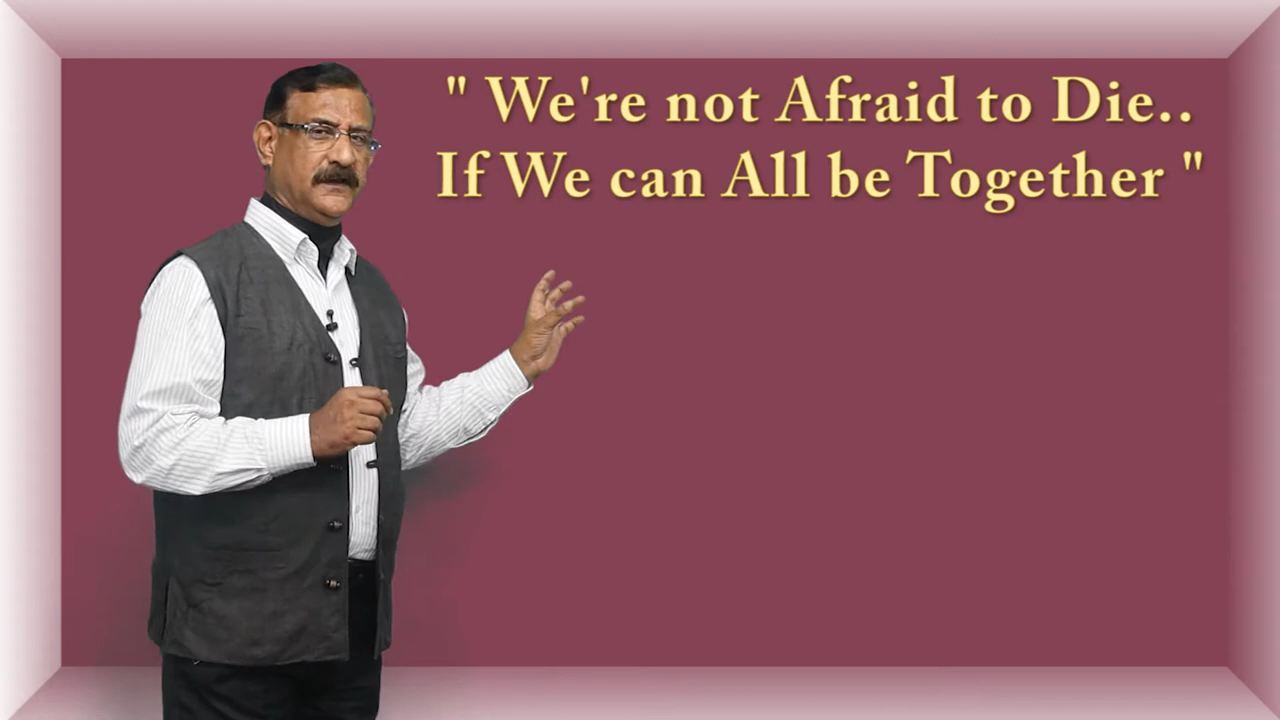 " We're not Afraid to Die..
If We can All be Together "